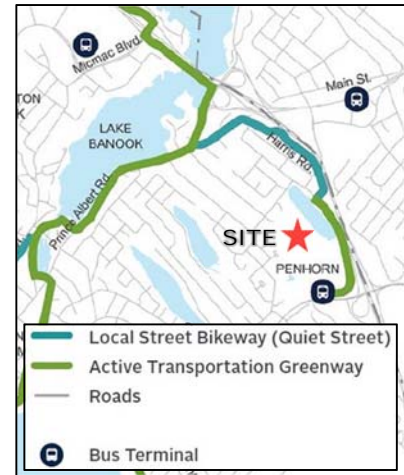 Micmac Blvd.
Main St.
TON
LAKE
BANOOK
Harris Rd.
Prince Albert Rd.
SITE
PENHORN
Local Street Bikeway (Quiet Street)
Active Transportation Greenway
Roads
Bus Terminal